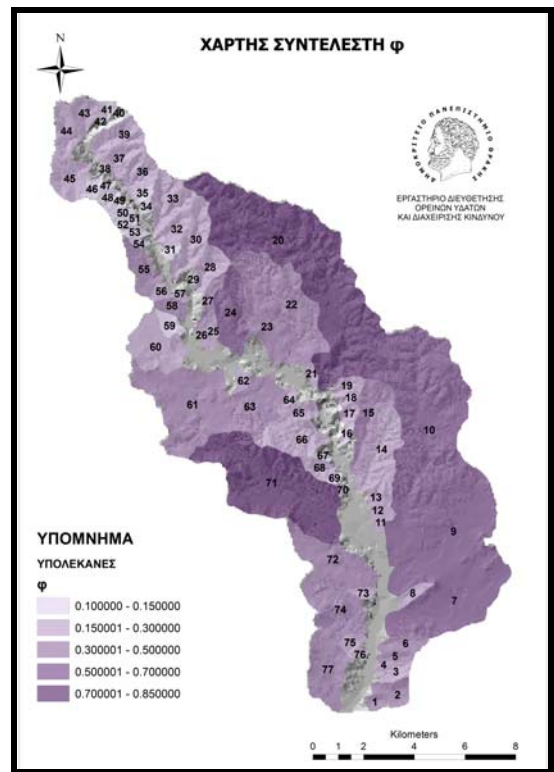 ΧΑΡΤΗΣ ΣΥΝΤΕΛΕΣΤΗ φ
N
ΔΗΜΟΚΡΙΤΕΙΟ ΠΑΝΕΠΙΣΤΗΜΙΟ ΘΡΑΚΗΣ
ΕΡΓΑΣΤΗΡΙΟ ΔΙΕΥΘΕΤΗΣΗΣ
ΟΡΕΙΝΩΝ ΥΔΑΤΩΝ
ΚΑΙ ΔΙΑΧΕΙΡΙΣΗΣ ΚΙΝΔΥΝΟΥ
43 41 40
42
44 39
38 37 36
45 46 47
48 49 35 33
50 51 34
52 53 32
54 31 30 20
55 28
29
56 57 27 22
58 24
59 26 25 23
60
62 21
61 63 64 19
65 18
17 15
66 16 10
67 14
68
71 69
70 13
12
11
9
72
73 8
74 7
75 6
76 5
4
77 3
2
1
ΥΠΟΜΝΗΜΑ
ΥΠΟΛΕΚΑΝΕΣ
φ
0.100000 - 0.150000
0.150001 - 0.300000
0.300001 - 0.500000
0.500001 - 0.700000
0.700001 - 0.850000
Kilometers
0 1 2 4 6 8